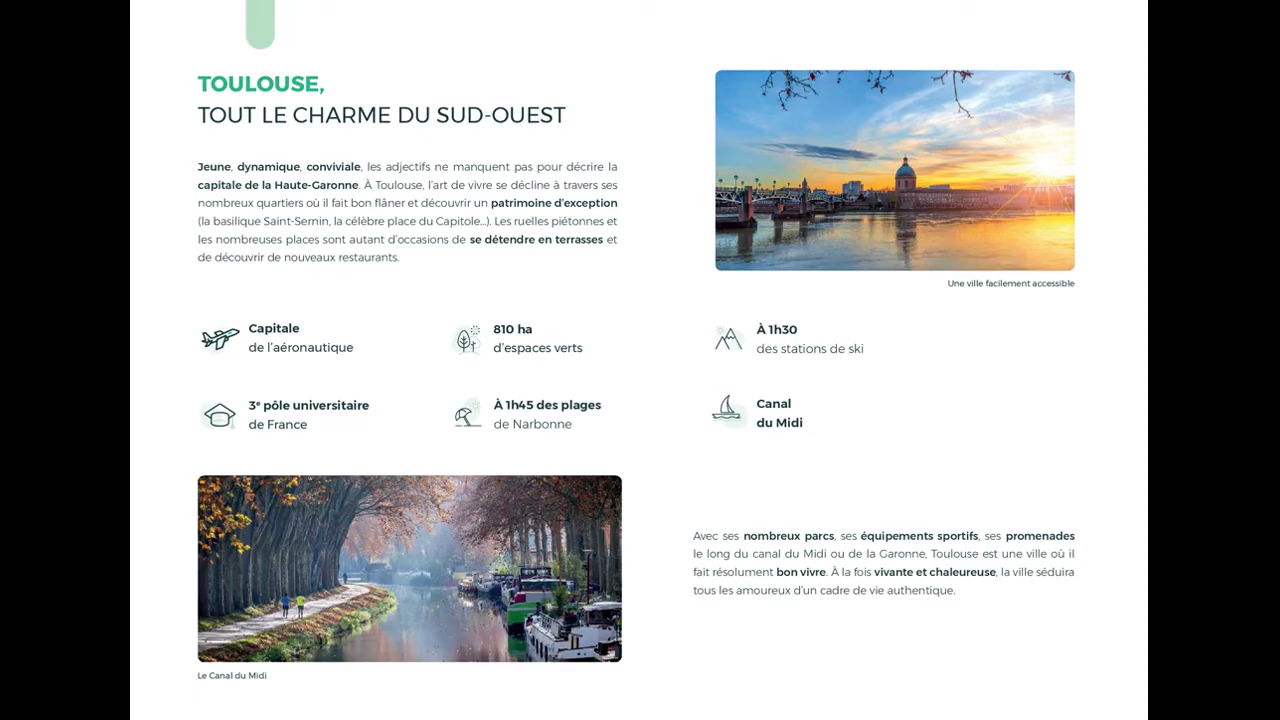 TOULOUSE,
TOUT LE CHARME DU SUD-OUEST
Jeune, dynamique, conviviale, les adjectifs ne manquent pas pour décrire la
capitale de la Haute-Garonne. À Toulouse, l'art de vivre se décline à travers ses
nombreux quartiers où il fait bon flâner et découvrir un patrimoine d'exception
(la basilique Saint-Sernin, la célèbre place du Capitole...). Les ruelles piétonnes et
les nombreuses places sont autant d'occasions de se détendre en terrasses et
de découvrir de nouveaux restaurants.
Une ville facilement accessible
Capitale
de l'aéronautique
810 ha
d'espaces verts
À 1h30
des stations de ski
3e pôle universitaire
de France
À 1h45 des plages
de Narbonne
Canal
du Midi
Le Canal du Midi
Avec ses nombreux parcs, ses équipements sportifs, ses promenades
le long du canal du Midi ou de la Garonne, Toulouse est une ville où il
fait résolument bon vivre. À la fois vivante et chaleureuse, la ville séduira
tous les amoureux d'un cadre de vie authentique.